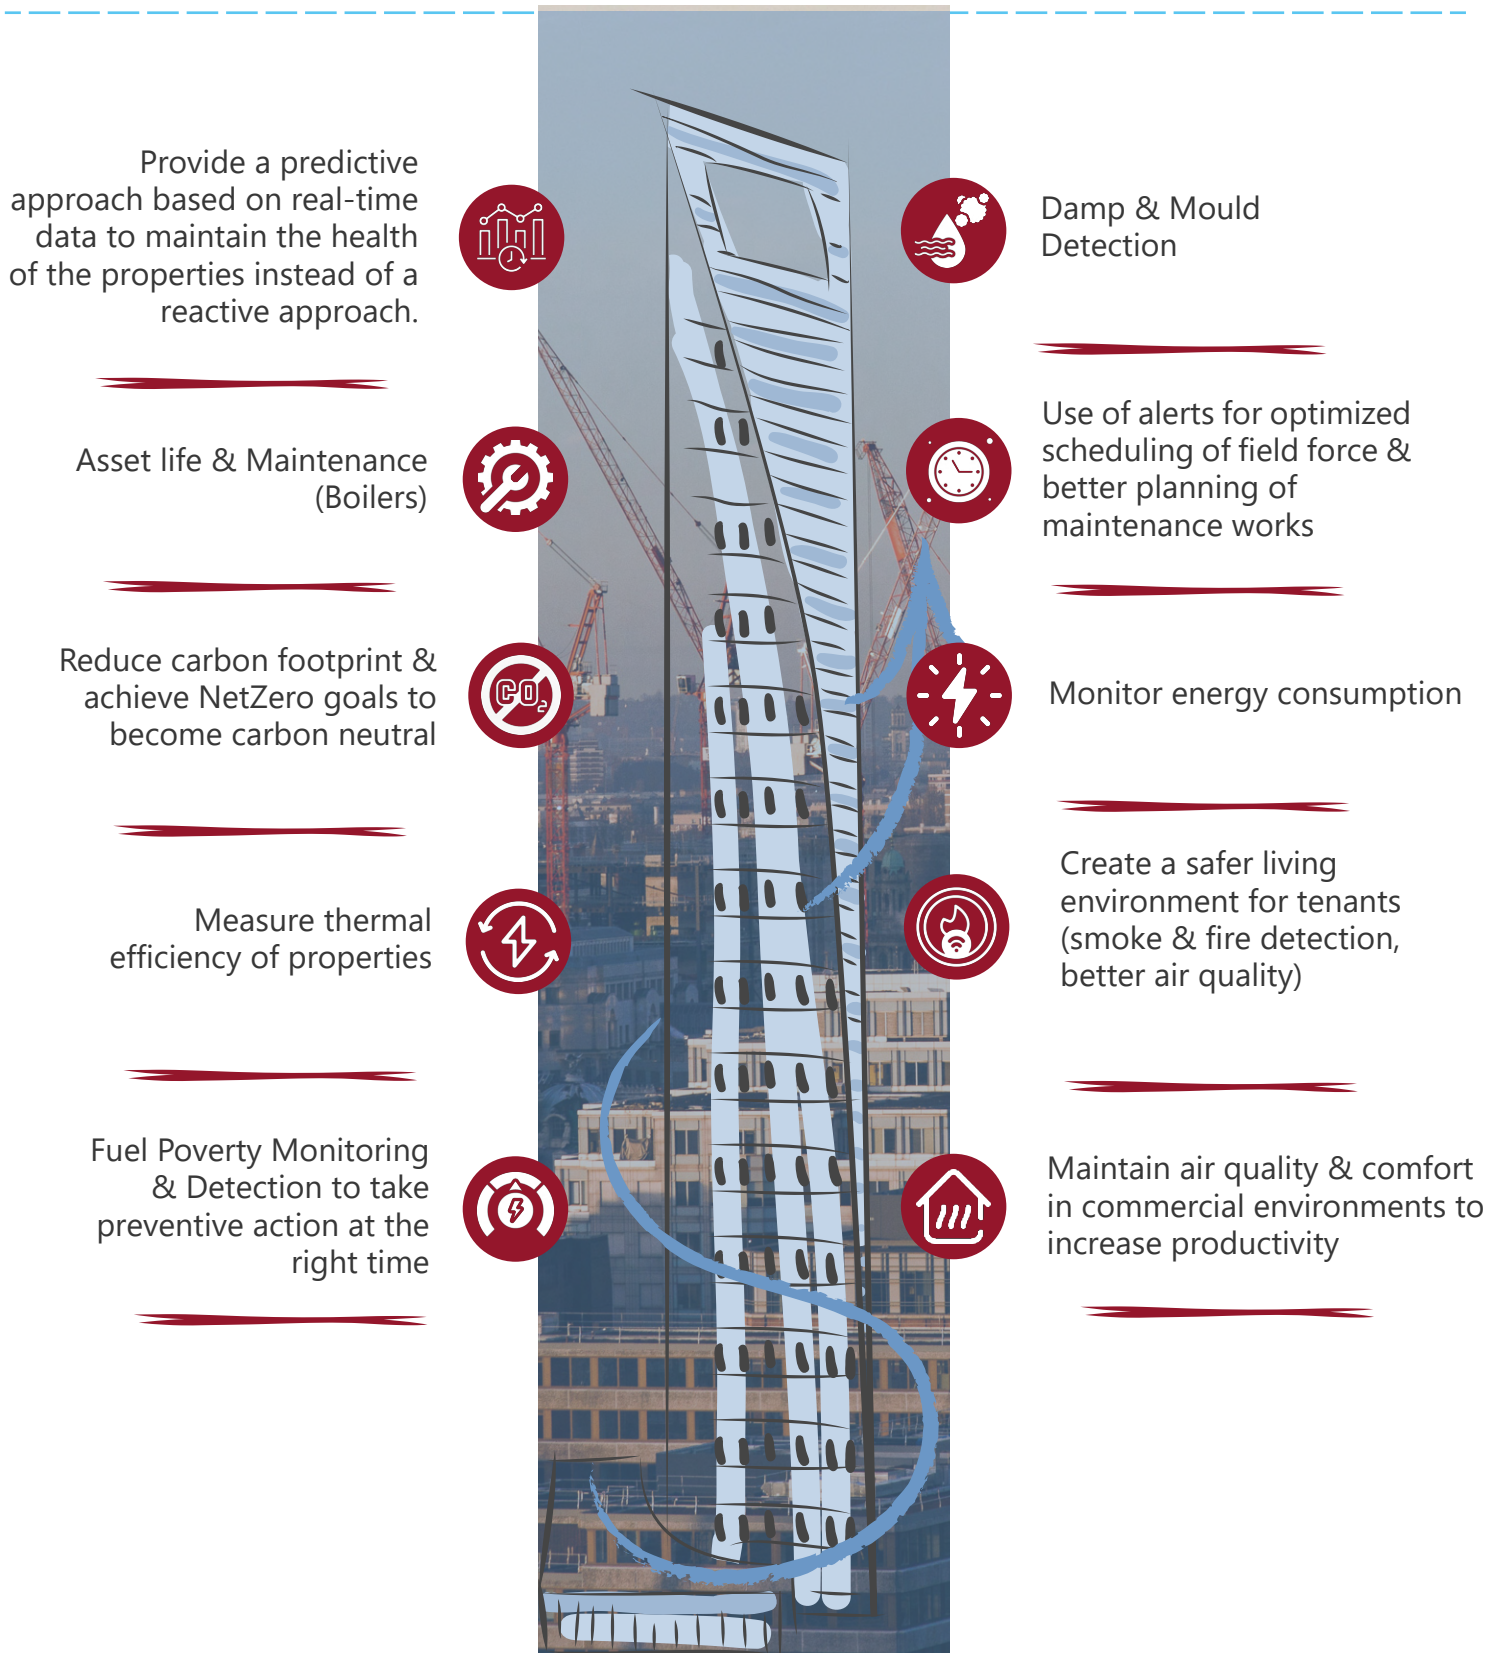 Provide a predictive
approach based on real-time
data to maintain the health
of the properties instead of a
reactive approach.
Asset life & Maintenance
(Boilers)
Reduce carbon footprint &
achieve NetZero goals to
become carbon neutral
CO2
Measure thermal
efficiency of properties
Fuel Poverty Monitoring
& Detection to take
preventive action at the
right time
Damp & Mould
Detection
Use of alerts for optimized
scheduling of field force &
better planning of
maintenance works
Monitor energy consumption
Create a safer living
environment for tenants
(smoke & fire detection,
better air quality)
Maintain air quality & comfort
in commercial environments to
increase productivity